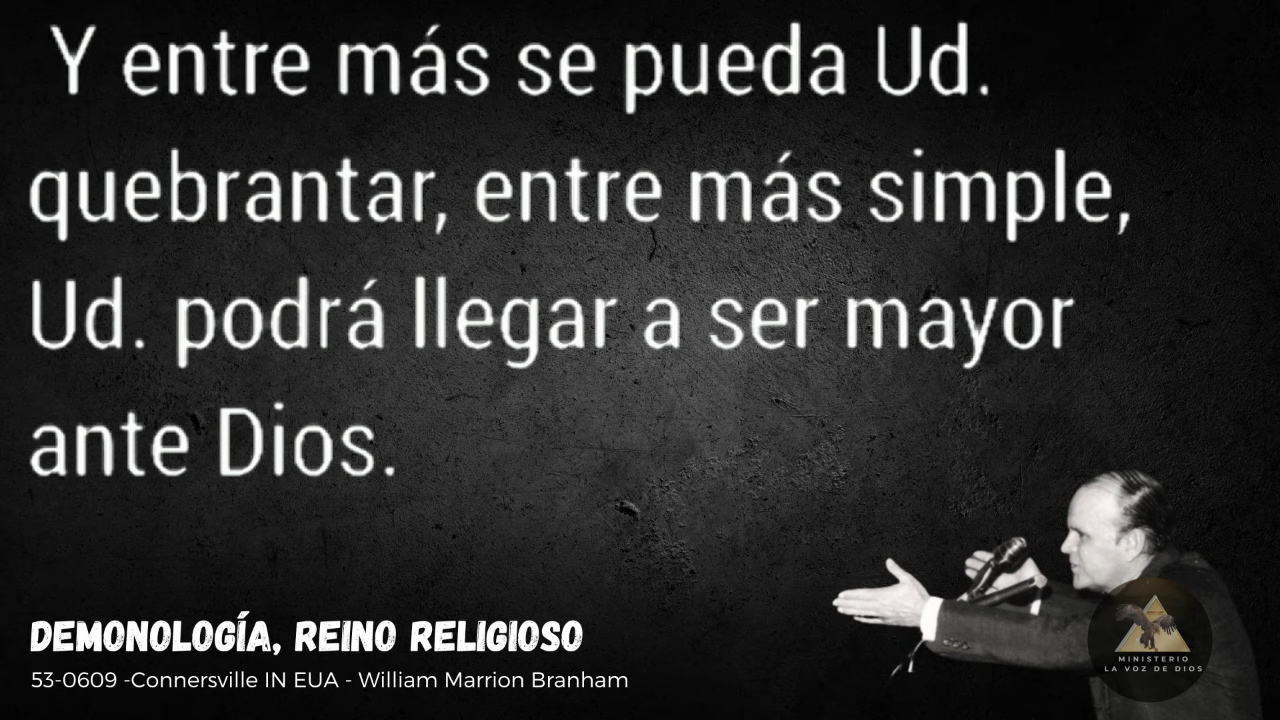 Y entre más se pueda Ud.
quebrantar, entre más simple,
Ud. podrá llegar a ser mayor
ante Dios.
DEMONOLOGÍA, REINO RELIGIOSO
53-0609 -Connersville IN EUA - William Marrion Branham
MINISTERIO
LA VOZ DE DIOS